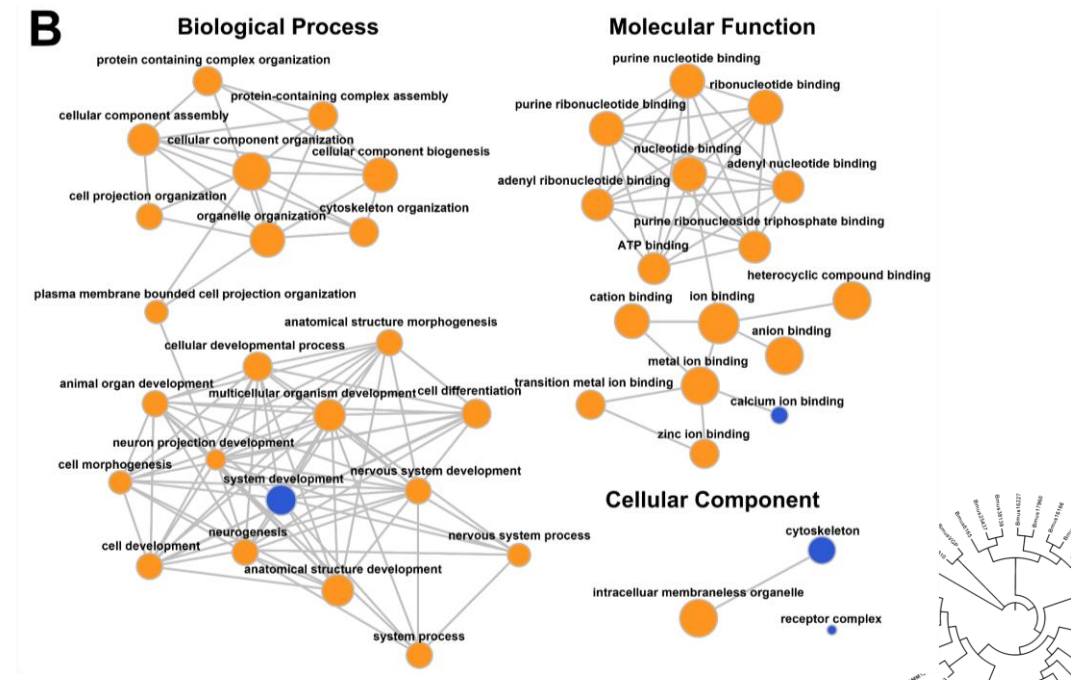 B
Biological Process
protein containing complex organization
protein-containing complex assembly
cellular component assembly
cellular component organization
cellular component biogenesis
cell projection organization
cytoskeleton organization
organelle organization
plasma membrane bounded cell projection organization
anatomical structure morphogenesis
cellular developmental process
animal organ development
multicellular organism development
cell differentiation
neuron projection development
cell morphogenesis
nervous system development
system development
neurogenesis
nervous system process
cell development
anatomical structure development
system process
Molecular Function
purine nucleotide binding
ribonucleotide binding
purine ribonucleotide binding
nucleotide binding
adenyl nucleotide binding
adenyl ribonucleotide binding
purine ribonucleoside triphosphate binding
ATP binding
heterocyclic compound binding
cation binding
ion binding
anion binding
metal ion binding
transition metal ion binding
calcium ion binding
zinc ion binding
Cellular Component
cytoskeleton
intracelluar membraneless organelle
receptor complex